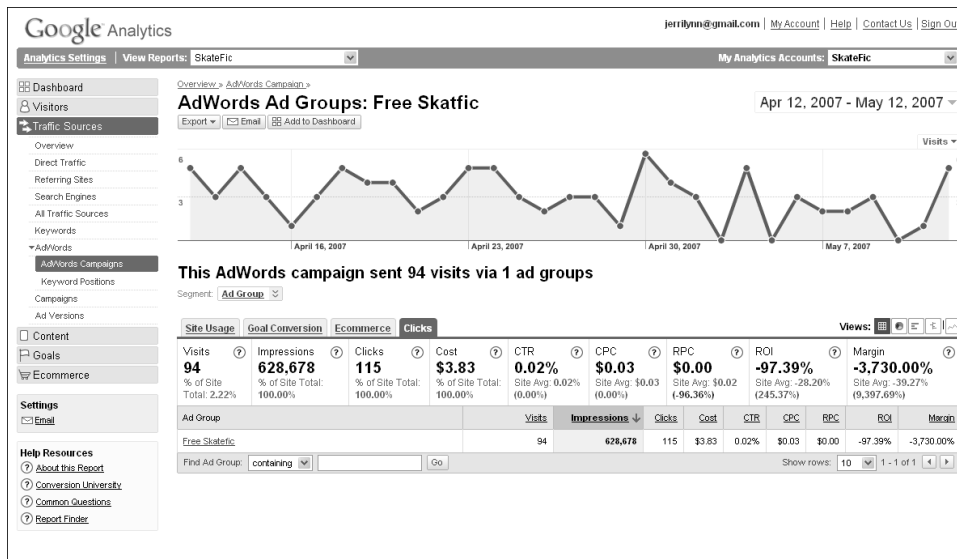 Google Analytics
jerrilynn@gmail.com | My Account | Help | Contact Us | Sign Ou
Analytics Settings | View Reports: SkateFic
My Analytics Accounts: SkateFic
Dashboard
Visitors
Traffic Sources
Overview
Direct Traffic
Referring Sites
Search Engines
All Traffic Sources
Keywords
AdWords
AdWords Campaigns
Keyword Positions
Campaigns
Ad Versions
Content
Goals
Ecommerce
Settings
Email
Help Resources
About this Report
Conversion University
Common Questions
Report Finder
Overview » AdWords Campaign »
AdWords Ad Groups: Free Skatfic
Apr 12, 2007 - May 12, 2007
Export Email Add to Dashboard
Visits
6
3
April 16, 2007 April 23, 2007 April 30, 2007 May 7, 2007
This AdWords campaign sent 94 visits via 1 ad groups
Segment: Ad Group
Site Usage Goal Conversion Ecommerce Clicks
Views:
Visits ? Impressions ? Clicks ? Cost ? CTR ? CPC ? RPC ? ROI ? Margin ?
94 628,678 115 $3.83 0.02% $0.03 $0.00 -97.39% -3,730.00%
% of Site % of Site Total: % of Site Total: % of Site Total: Site Avg: 0.02% Site Avg: $0.03 Site Avg: $0.02 Site Avg: -28.20% Site Avg: -39.27%
Total: 2.22% 100.00% 100.00% 100.00% (0.00%) (0.00%) (-96.36%) (245.37%) (9,397.69%)
Ad Group Visits Impressions Clicks Cost CTR CPC RPC ROI Margin
Free Skatefic 94 628,678 115 $3.83 0.02% $0.03 $0.00 -97.39% -3,730.00%
Find Ad Group: containing Go Show rows: 10 1 - 1 of 1